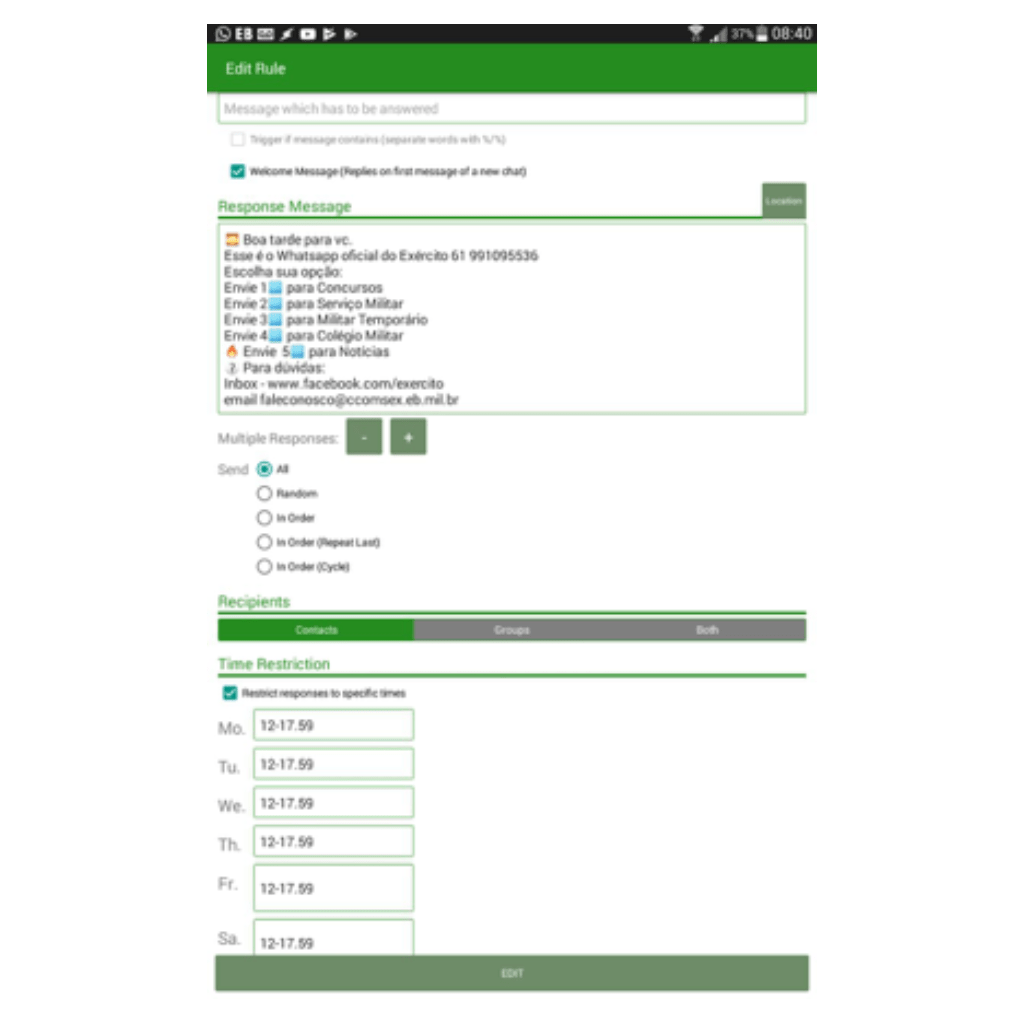 EB 37% 08:40
Edit Rule
Message which has to be answered
Trigger if message contains (separate words with %/%)
Welcome Message (Replies on first message of a new chat)
Response Message
Location
Boa tarde para vc.
Esse é o Whatsapp oficial do Exército 61 991095536
Escolha sua opção:
Envie 1 para Concursos
Envie 2 para Serviço Militar
Envie 3 para Militar Temporário
Envie 4 para Colégio Militar
Envie 5 para Notícias
Para dúvidas:
Inbox - www.facebook.com/exercito
email faleconosco@ccomsex.eb.mil.br
Multiple Responses: - +
Send All
Random
In Order
In Order (Repeat Last)
In Order (Cycle)
Recipients
Contacts Groups Both
Time Restriction
Restrict responses to specific times
Mo. 12-17.59
Tu. 12-17.59
We. 12-17.59
Th. 12-17.59
Fr. 12-17.59
Sa. 12-17.59
EDIT